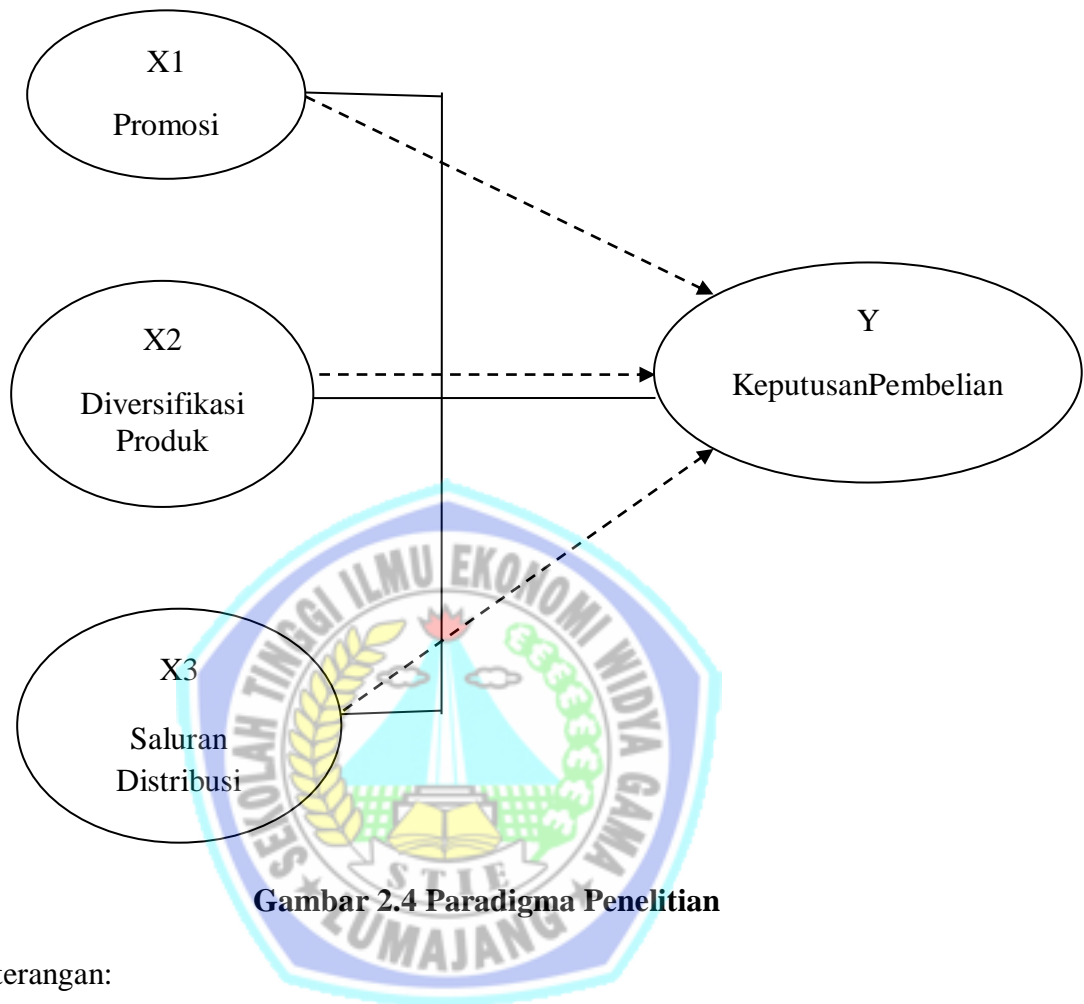 X1
Promosi
X2
Diversifikasi
Produk
Y
KeputusanPembelian
X3
Saluran
Distribusi
SEKOLAH TINGGI ILMU EKONOMI WIDYA GAMA
STIE
LUMAJANG
Gambar 2.4 Paradigma Penelitian
terangan: